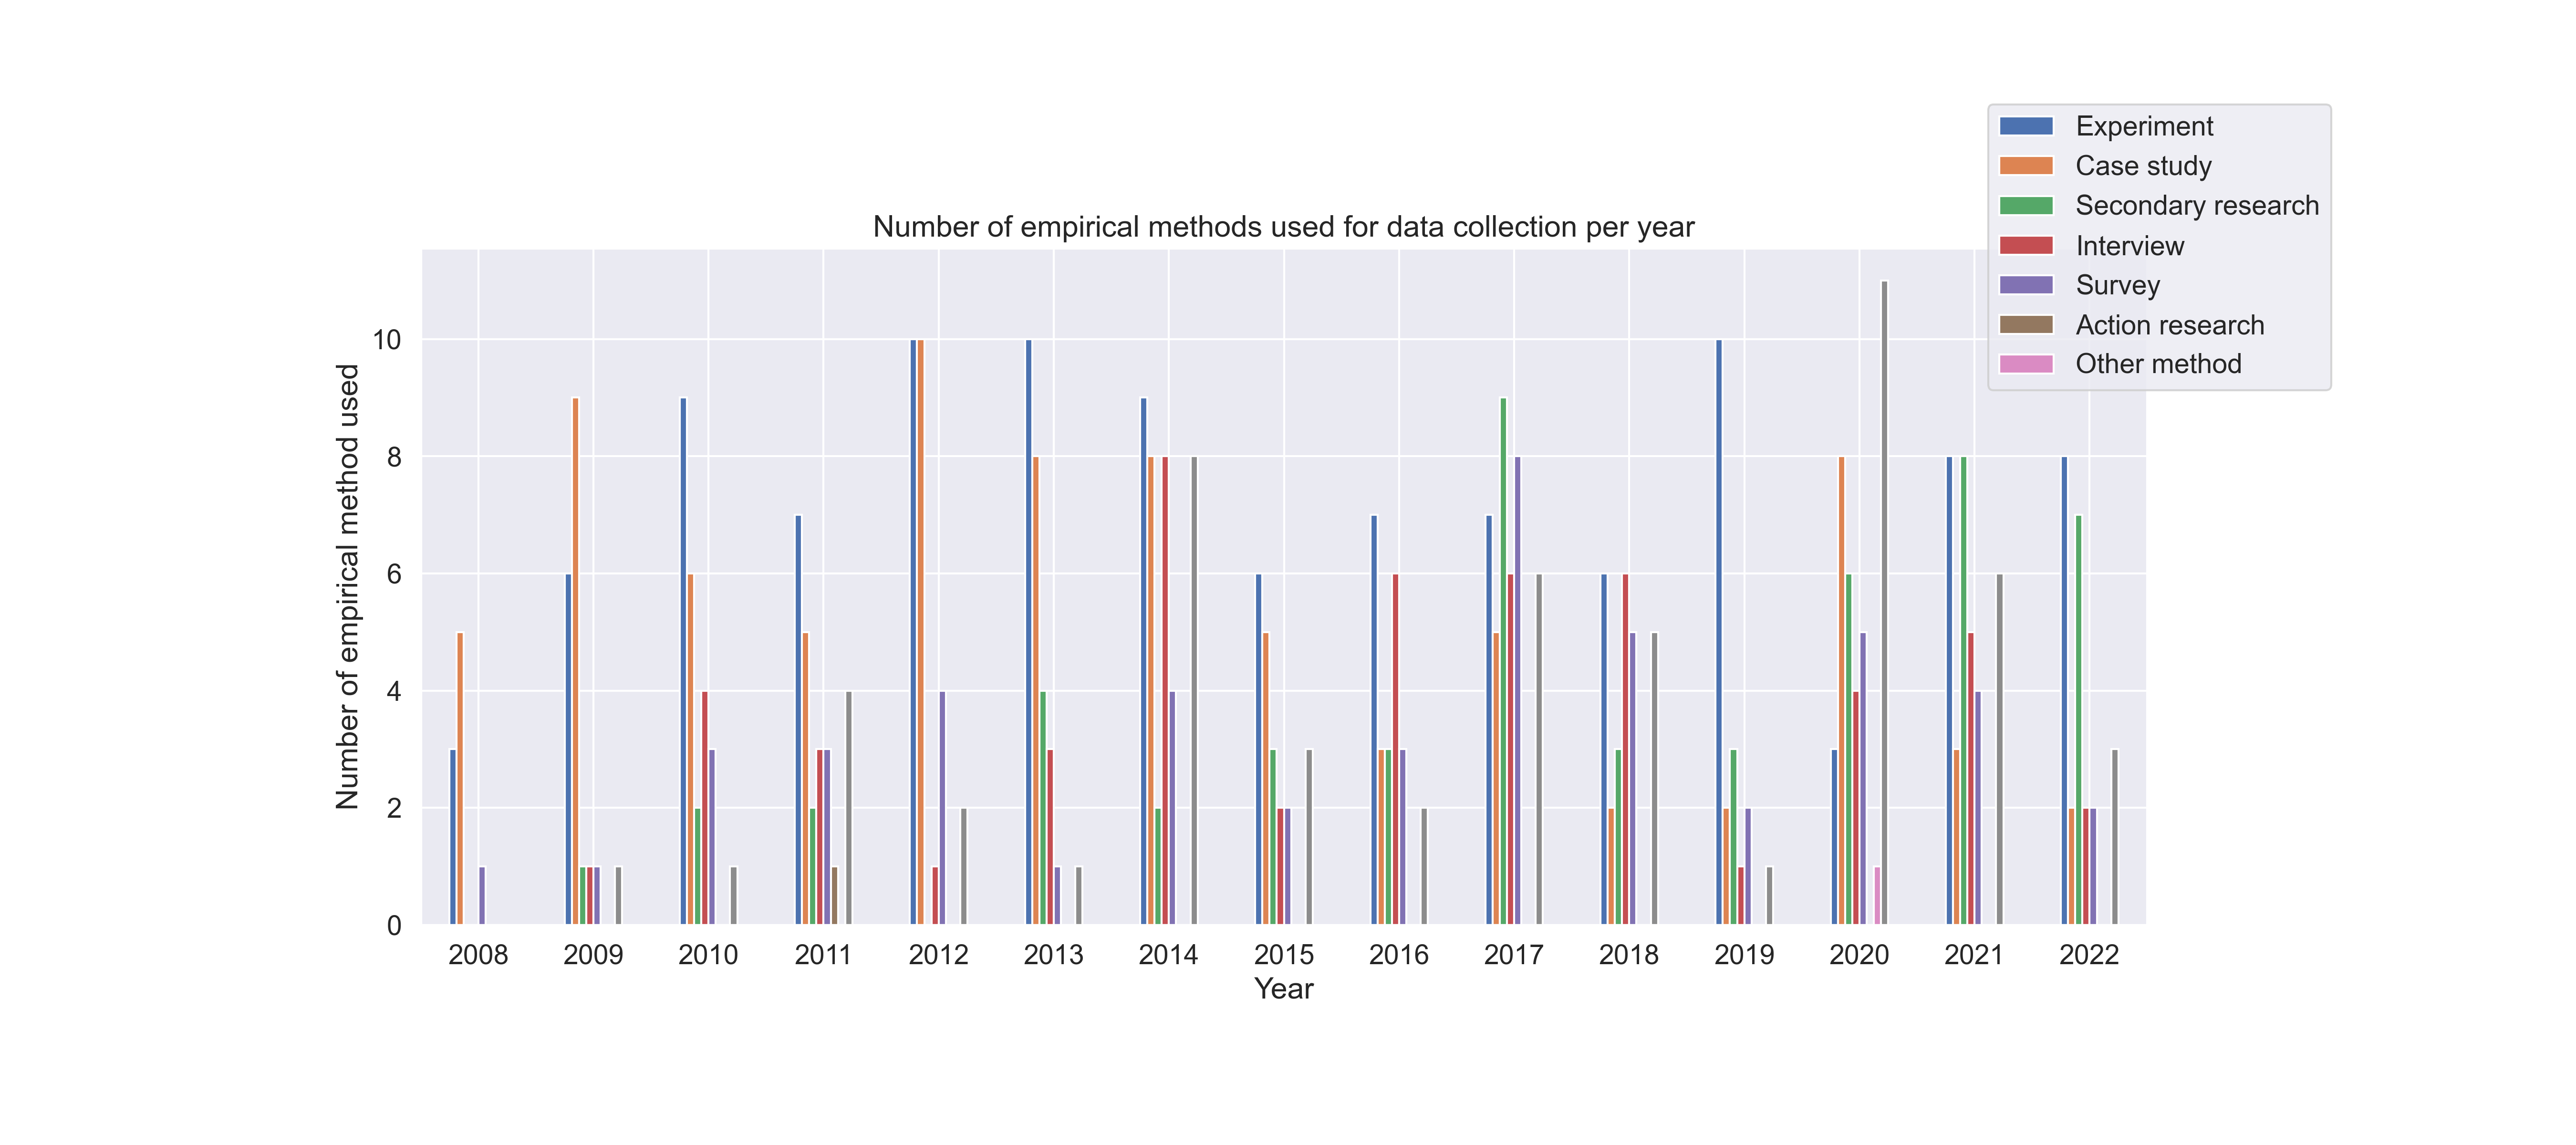 Experiment
Case study
Secondary research
Interview
Survey
Action research
Other method
Number of empirical methods used for data collection per year
Number of empirical method used
10
8
6
4
2
0
2008 2009 2010 2011 2012 2013 2014 2015 2016 2017 2018 2019 2020 2021 2022
Year